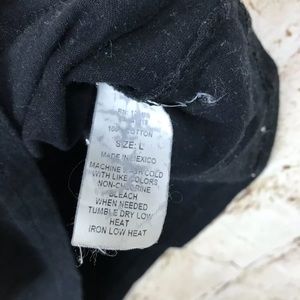 RN
100% COTTON
SIZE: L
MADE IN MEXICO
MACHINE WASH COLD
WITH LIKE COLORS
NON-CHLORINE
BLEACH
WHEN NEEDED
TUMBLE DRY LOW
HEAT
IRON LOW HEAT